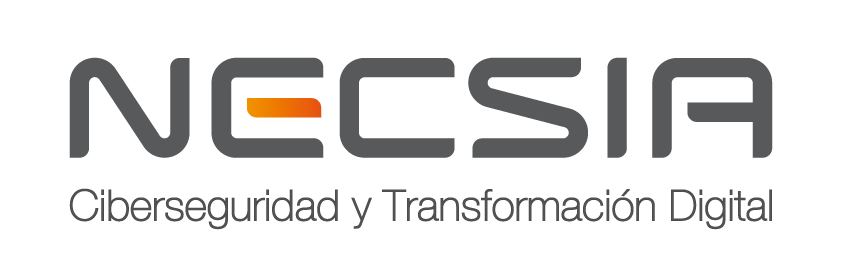 NECSIA
Ciberseguridad y Transformación Digital